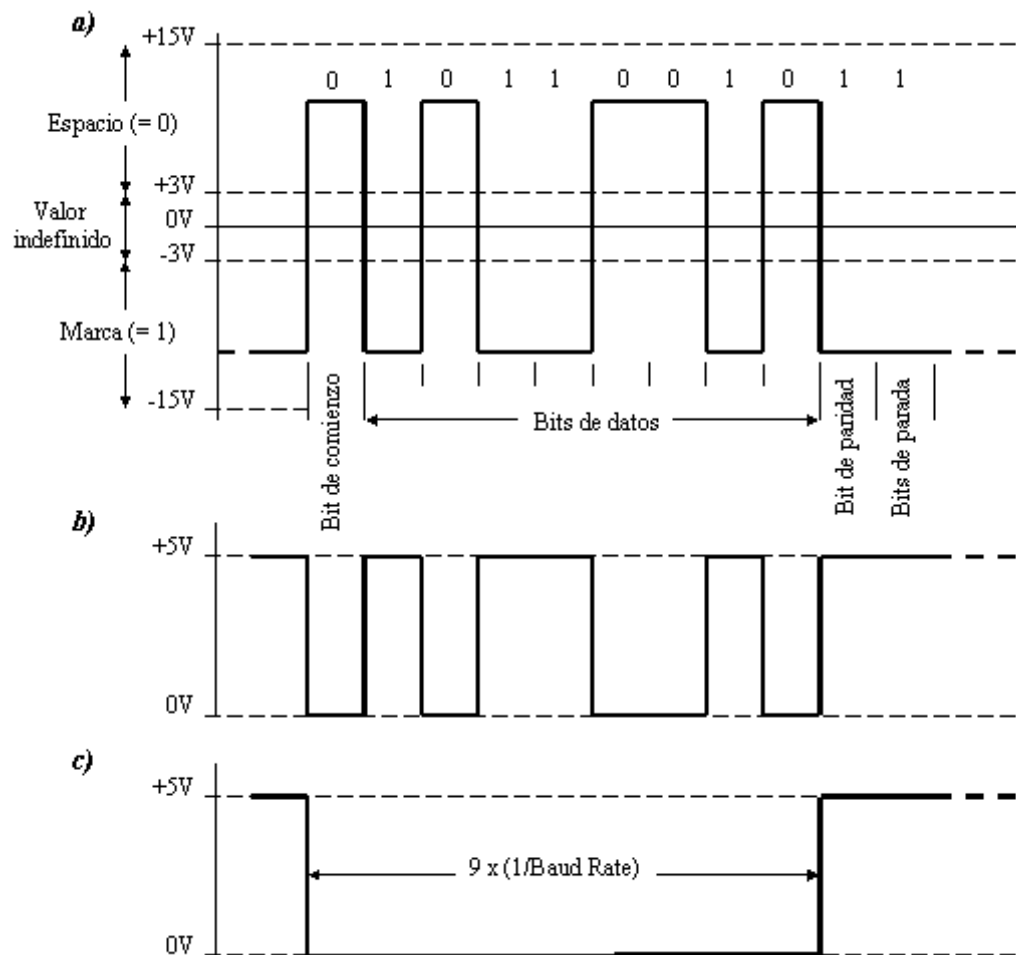 a)
+15V
0 1 0 1 1 0 0 1 0 1 1
Espacio (= 0)
+3V
Valor
indefinido
0V
-3V
Marca (= 1)
-15V
Bit de comienzo
Bits de datos
Bit de paridad
Bits de parada
b)
+5V
0V
c)
+5V
9 x (1/Baud Rate)
0V